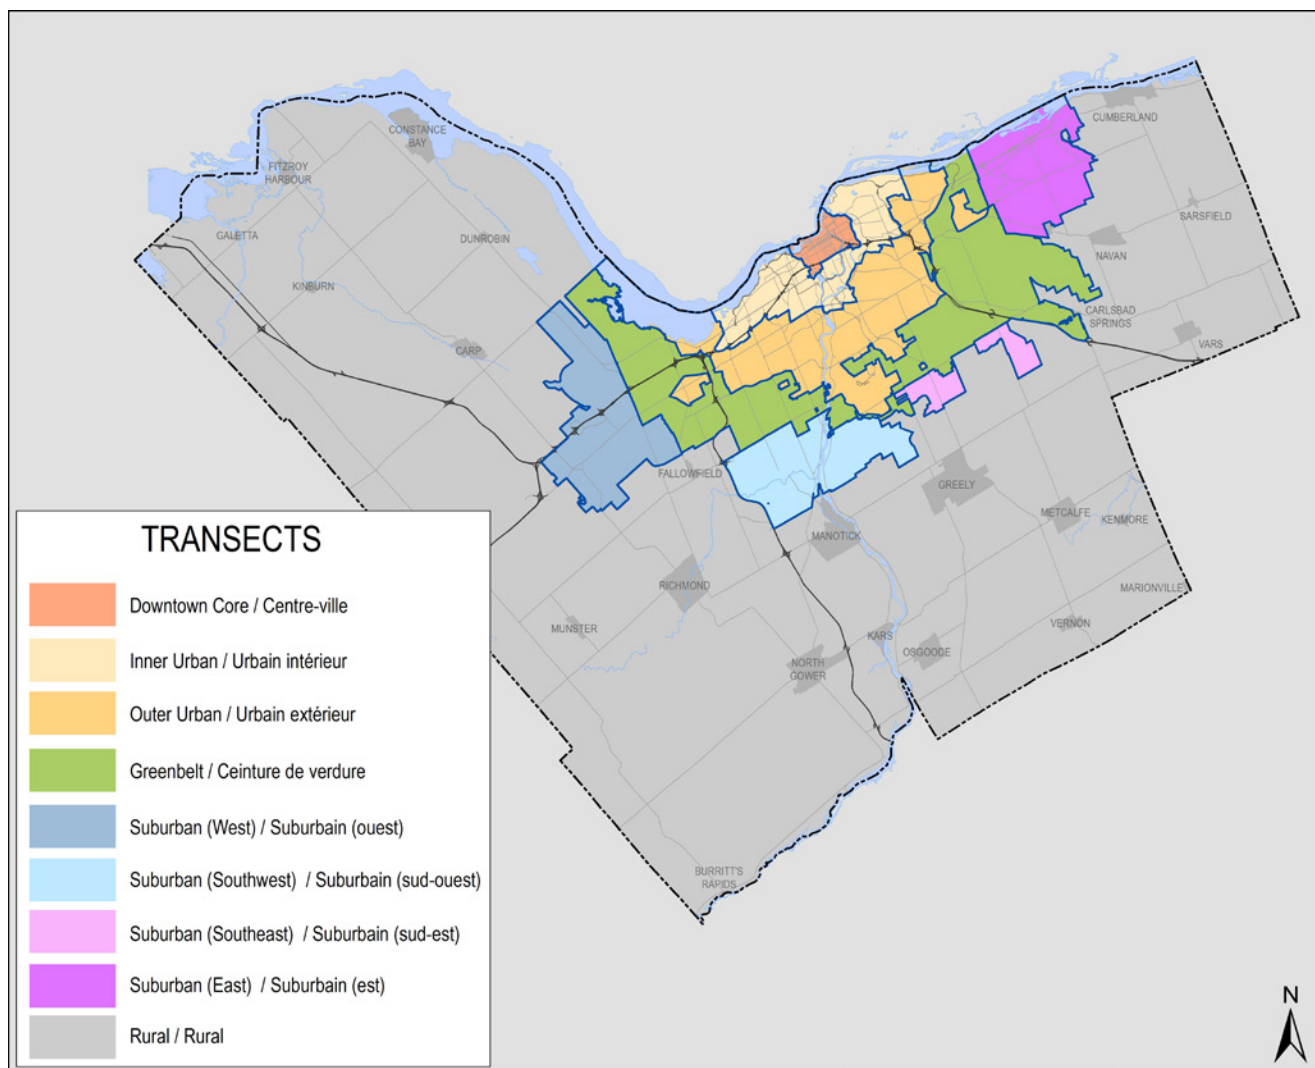 CONSTANCE
BAY
CUMBERLAND
FITZROY
HARBOUR
SARSFIELD
GALETTA
DUNROBIN
NAVAN
KINBURN
CARLSBAD
SPRINGS
CARP
VARS
FALLOWFIELD
GREELY
METCALFE
KENMORE
MANOTICK
RICHMOND
MARIONVILLE
MUNSTER
VERNON
KARS
OSGOODE
NORTH
GOWER
BURRITT'S
RAPIDS
TRANSECTS
Downtown Core / Centre-ville
Inner Urban / Urbain intérieur
Outer Urban / Urbain extérieur
Greenbelt / Ceinture de verdure
Suburban (West) / Suburbain (ouest)
Suburban (Southwest) / Suburbain (sud-ouest)
Suburban (Southeast) / Suburbain (sud-est)
Suburban (East) / Suburbain (est)
Rural / Rural
N